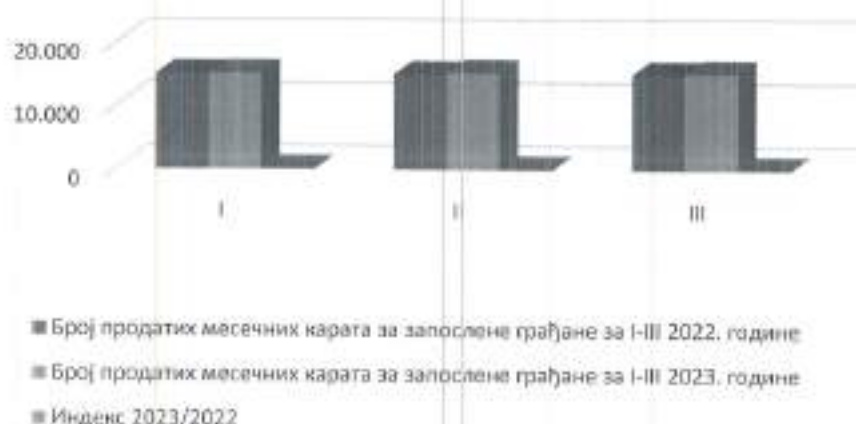 20.000
10.000
0
I
II
III
Број продатих месечних карата за запослене грађане за I-III 2022. године
Број продатих месечних карата за запослене грађане за I-III 2023. године
Индекс 2023/2022